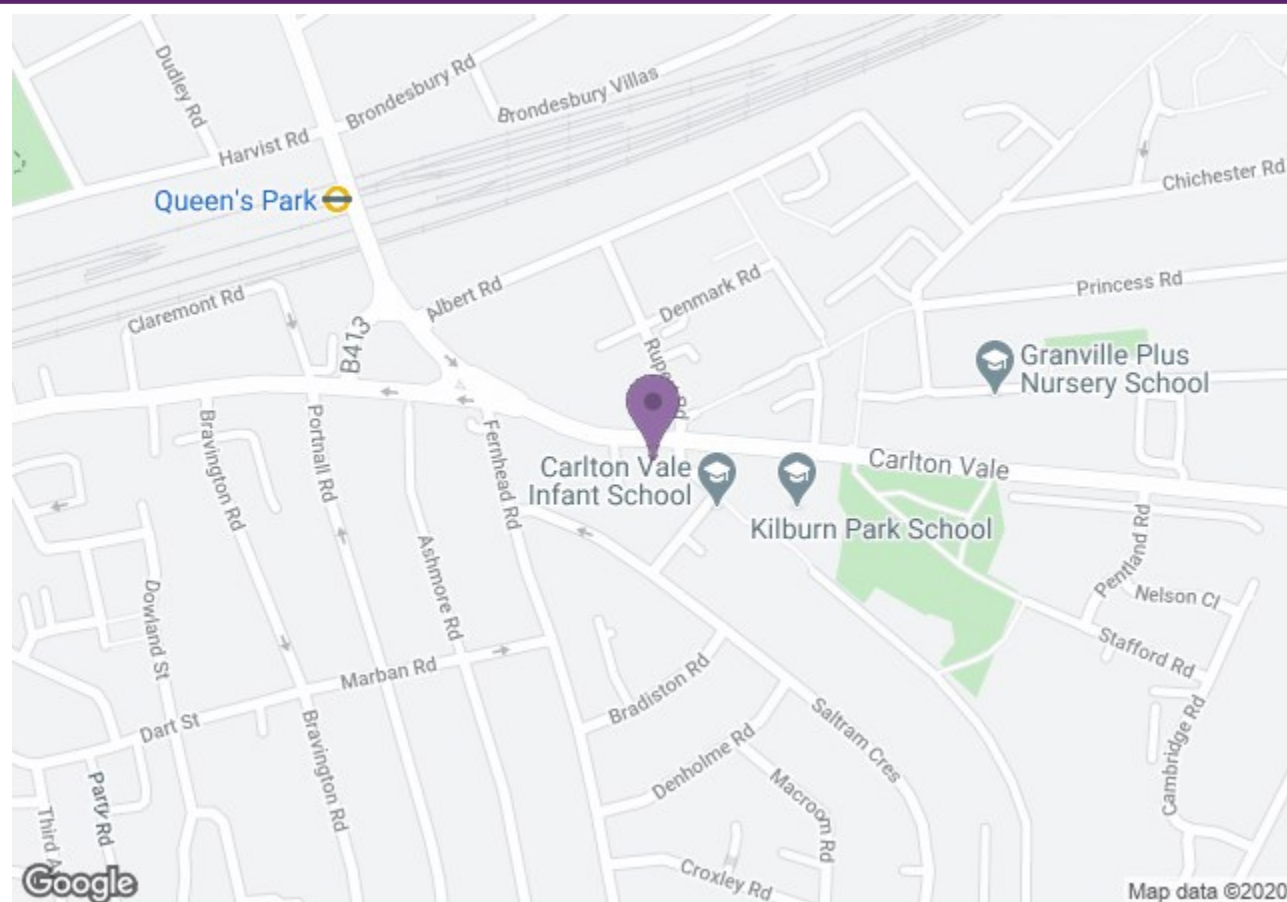 Dudley Rd
Brondesbury Rd
Brondesbury Villas
Harvist Rd
Chichester Rd
Queen's Park
Albert Rd
Denmark Rd
Princess Rd
Claremont Rd
B413
Granville Plus
Nursery School
Bravington Rd
Portnall Rd
Fernhead Rd
Carlton Vale
Infant School
Carlton Vale
Kilburn Park School
Ashmore Rd
Pentland Rd
Nelson Cl
Dowland St
Stafford Rd
Marban Rd
Bradiston Rd
Saltram Cres
Dart St
Bravington Rd
Denholme Rd
Cambridge Rd
Macroom Rd
Party Rd
Third
Croxley Rd
Google
Map data ©2020